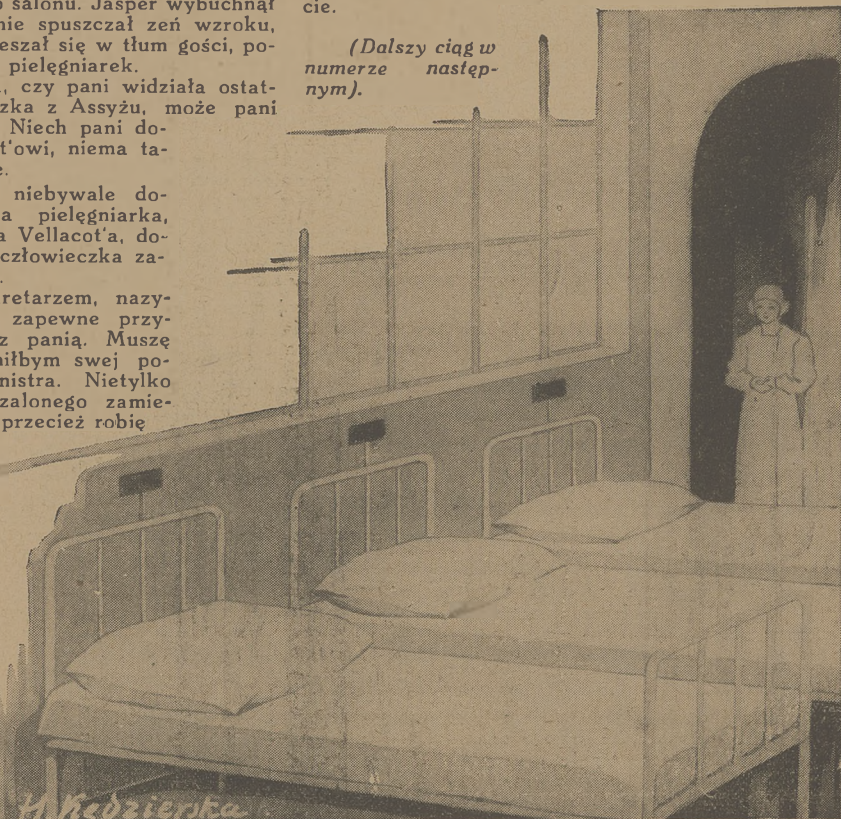 salonu. Jasper wybuchnął
nie spuszczał zeń wzroku,
eszał się w tłum gości, po-
pielęgniarek.
, czy pani widziała ostat-
zka z Assyżu, może pani
Niech pani do-
t'owi, niema ta-
e.
niebywale do-
a pielęgniarka,
a Vellacot'a, do-
człowieczka za-
.
retarzem, nazy-
zapewne przy-
z panią. Muszę
niłbym swej po-
nistra. Nietylko
zalonego zamie-
przecież robię
cie.
(Dalszy ciąg w
numerze następ-
nym).
H. Kędzierska